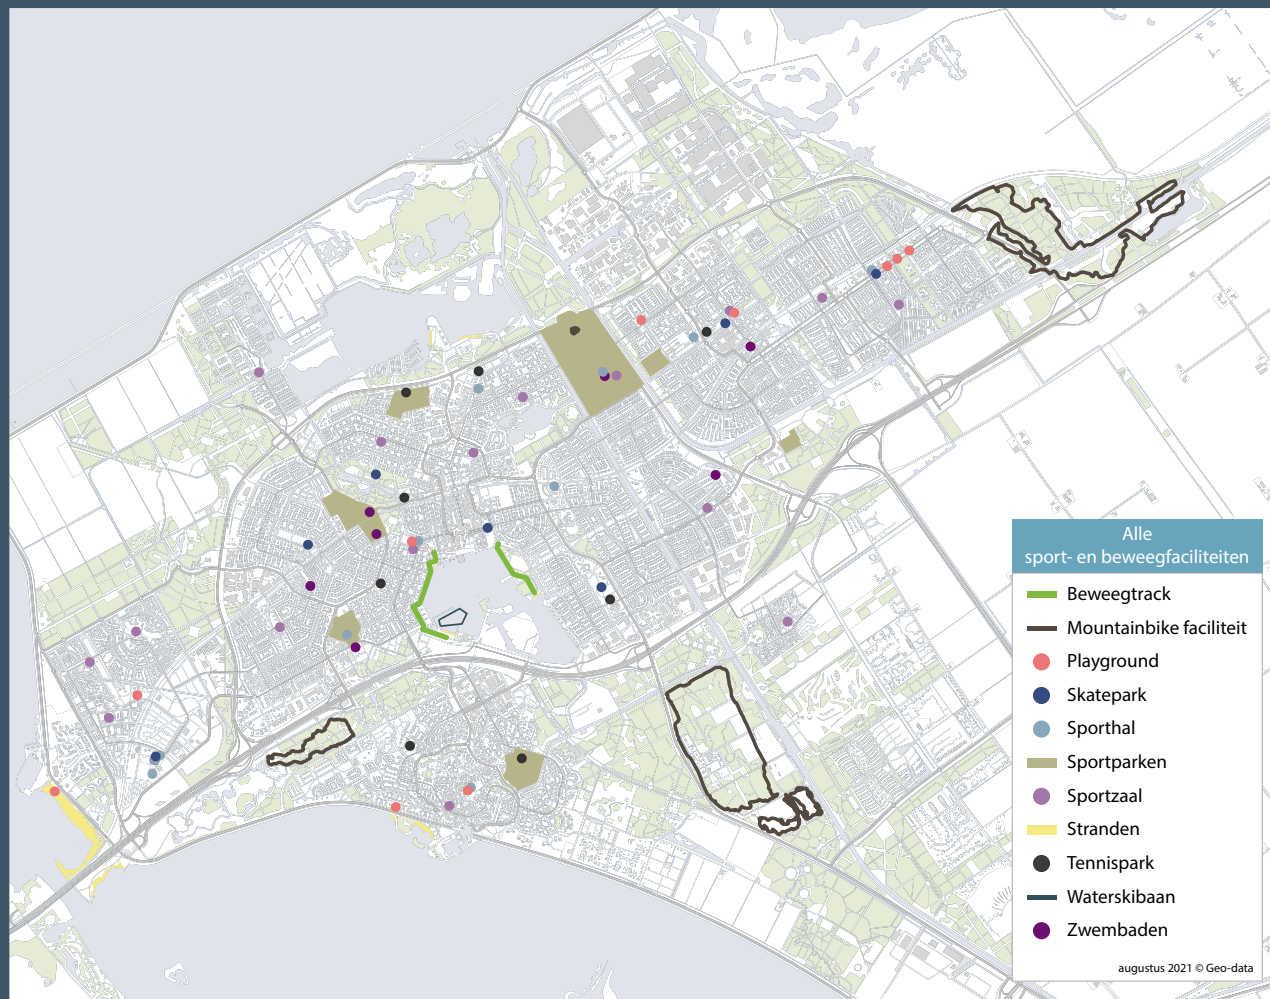 Alle
sport- en beweegfaciliteiten
Beweegtrack
Mountainbike faciliteit
Playground
Skatepark
Sporthal
Sportparken
Sportzaal
Stranden
Tennispark
Waterskibaan
Zwembaden
augustus 2021 © Geo-data